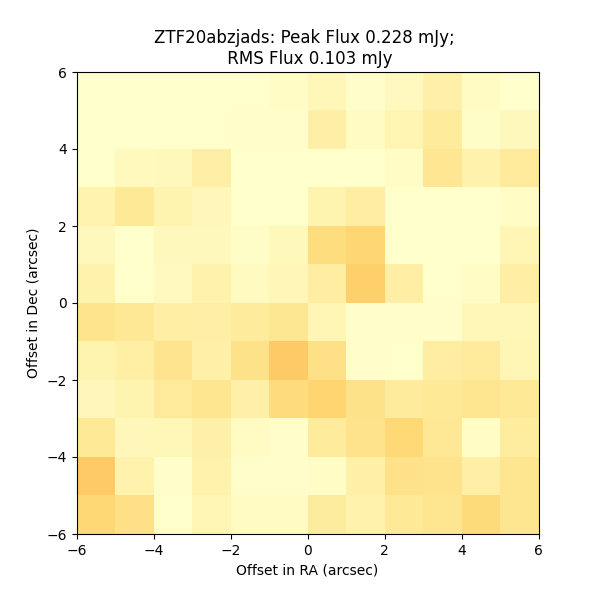 ZTF20abzjads: Peak Flux 0.228 mJy;
RMS Flux 0.103 mJy
6
4
2
0
−2
−4
−6
Offset in Dec (arcsec)
−6 −4 −2 0 2 4 6
Offset in RA (arcsec)